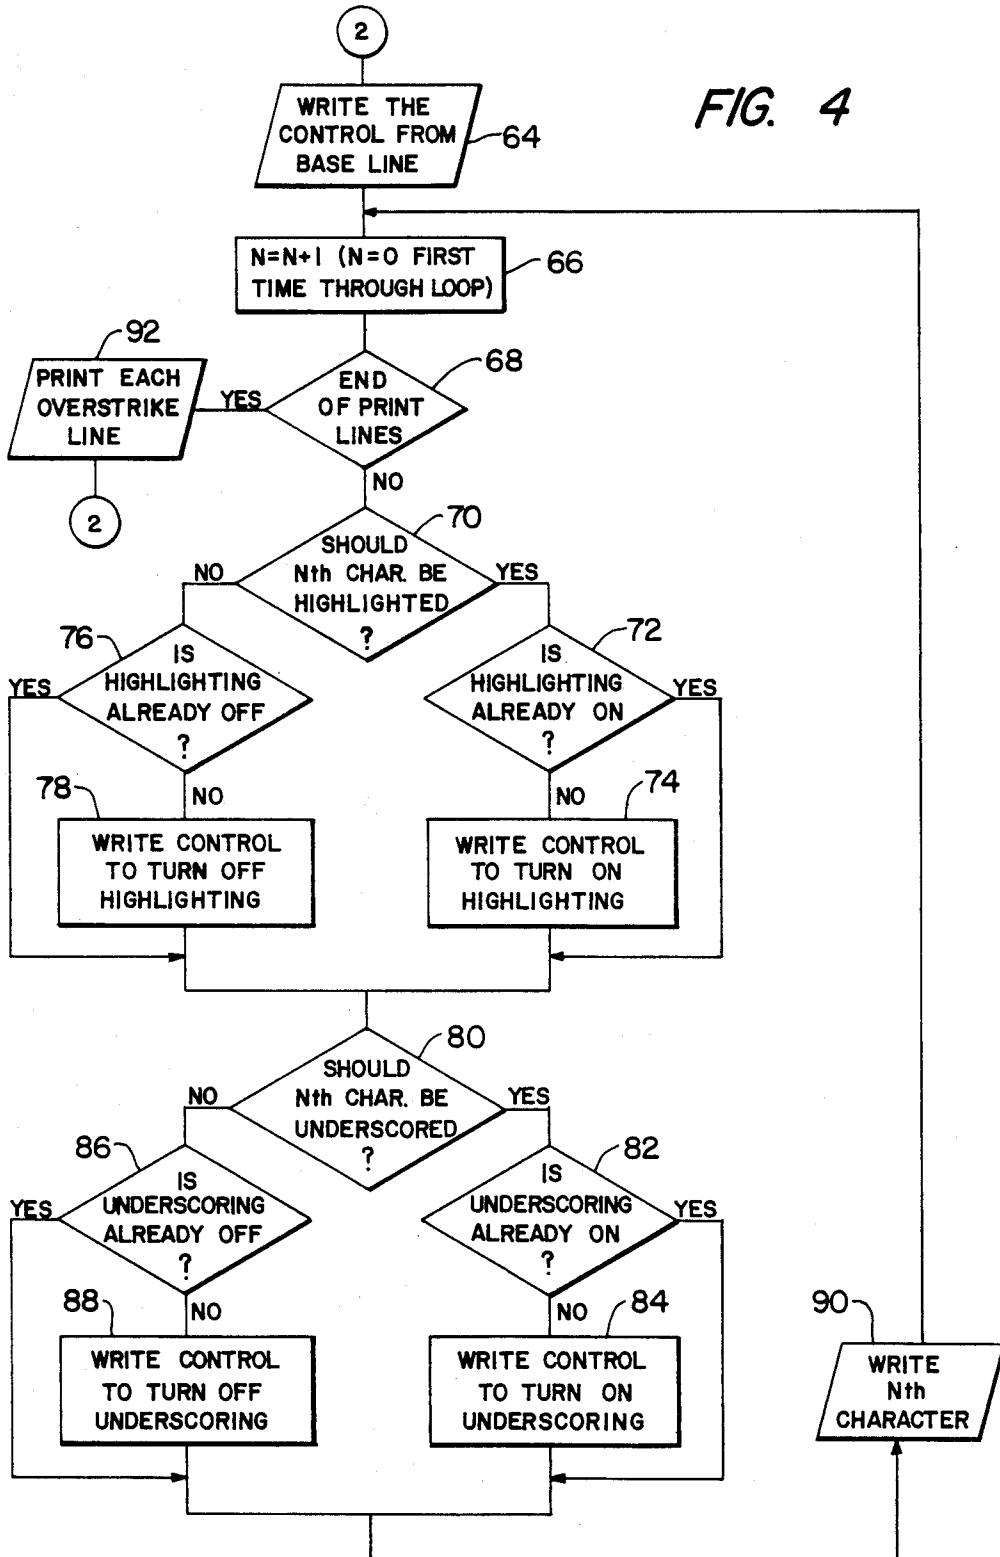 2
FIG. 4
WRITE THE
CONTROL FROM
BASE LINE
64
N=N+1 (N=0 FIRST
TIME THROUGH LOOP)
66
92
PRINT EACH
OVERSTRIKE
LINE
YES
END
OF PRINT
LINES
68
NO
2
70
SHOULD
Nth CHAR. BE
HIGHLIGHTED
?
NO
YES
76
IS
HIGHLIGHTING
ALREADY OFF
?
YES
NO
72
IS
HIGHLIGHTING
ALREADY ON
?
YES
NO
78
WRITE CONTROL
TO TURN OFF
HIGHLIGHTING
74
WRITE CONTROL
TO TURN ON
HIGHLIGHTING
80
SHOULD
Nth CHAR. BE
UNDERSCORED
?
NO
YES
86
IS
UNDERSCORING
ALREADY OFF
?
YES
NO
82
IS
UNDERSCORING
ALREADY ON
?
YES
NO
88
WRITE CONTROL
TO TURN OFF
UNDERSCORING
84
WRITE CONTROL
TO TURN ON
UNDERSCORING
90
WRITE
Nth
CHARACTER